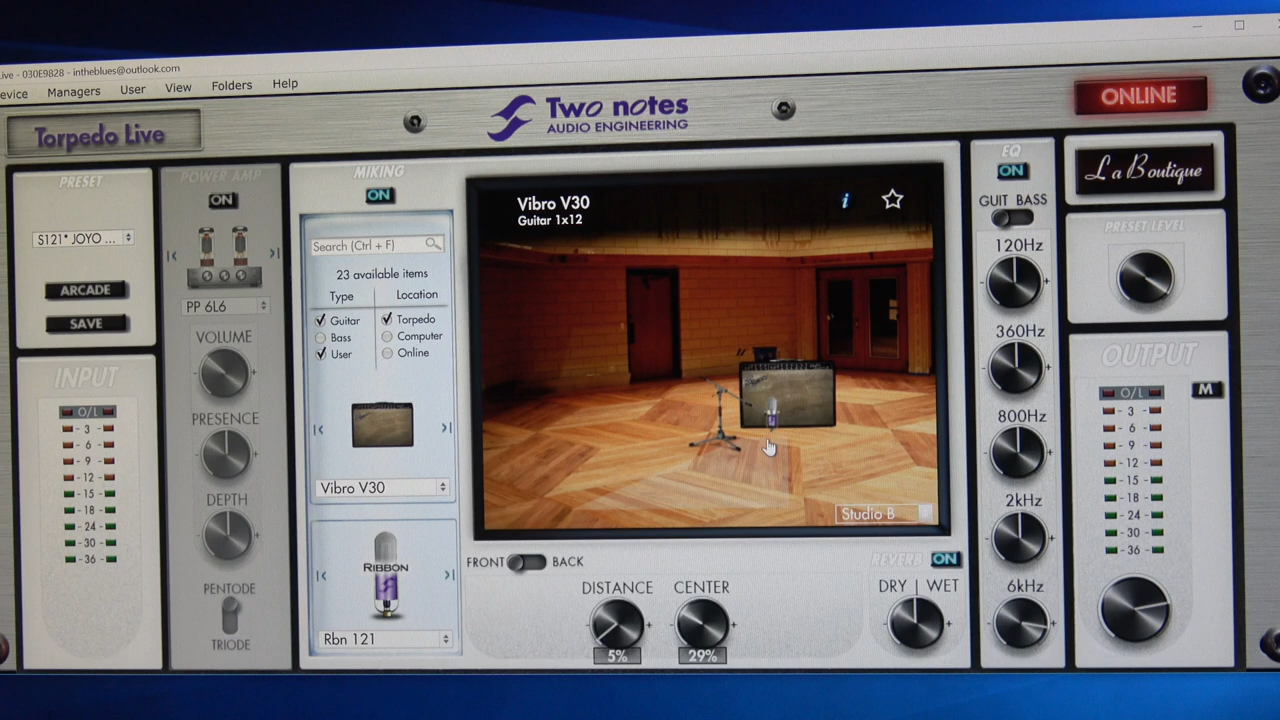 Live - 030E9828 - intheblues@outlook.com
Managers User View Folders Help
Torpedo Live
Two notes
AUDIO ENGINEERING
ONLINE
PRESET
S121* JOYO ...
ARCADE
SAVE
INPUT
O/L
- 3 -
- 6 -
- 9 -
- 12 -
- 15 -
- 18 -
- 24 -
- 30 -
- 36 -
POWER AMP
ON
PP 6L6
VOLUME
- +
PRESENCE
- +
DEPTH
- +
PENTODE
TRIODE
MIKING
ON
Search (Ctrl + F)
23 available items
Type Location
Guitar Torpedo
Bass Computer
User Online
Vibro V30
RIBBON
Rbn 121
Vibro V30
Guitar 1x12
i
Studio B
FRONT BACK
DISTANCE CENTER
- + - +
5% 29%
REVERB ON
DRY | WET
- +
EQ
ON
GUIT BASS
120Hz
- +
360Hz
- +
800Hz
- +
2kHz
- +
6kHz
- +
La Boutique
PRESET LEVEL
OUTPUT
M
O/L
- 3 -
- 6 -
- 9 -
- 12 -
- 15 -
- 18 -
- 24 -
- 30 -
- 36 -